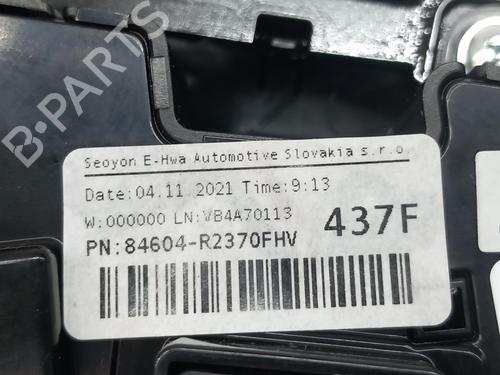 B-PARTS
Seoyon E-Hwa Automotive Slovakia s.r.o.
Date:04.11 2021 Time:9:13
W:000000 LN:VB4A70113
437F
PN:84604-R2370FHV